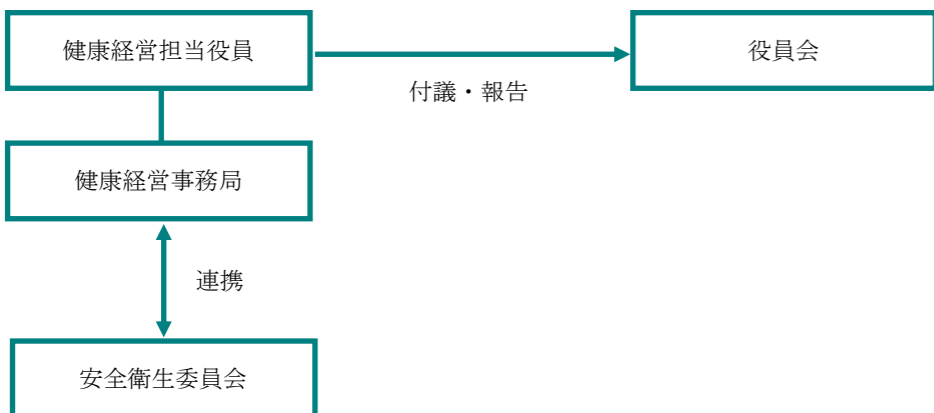 健康経営担当役員
役員会
付議・報告
健康経営事務局
連携
安全衛生委員会